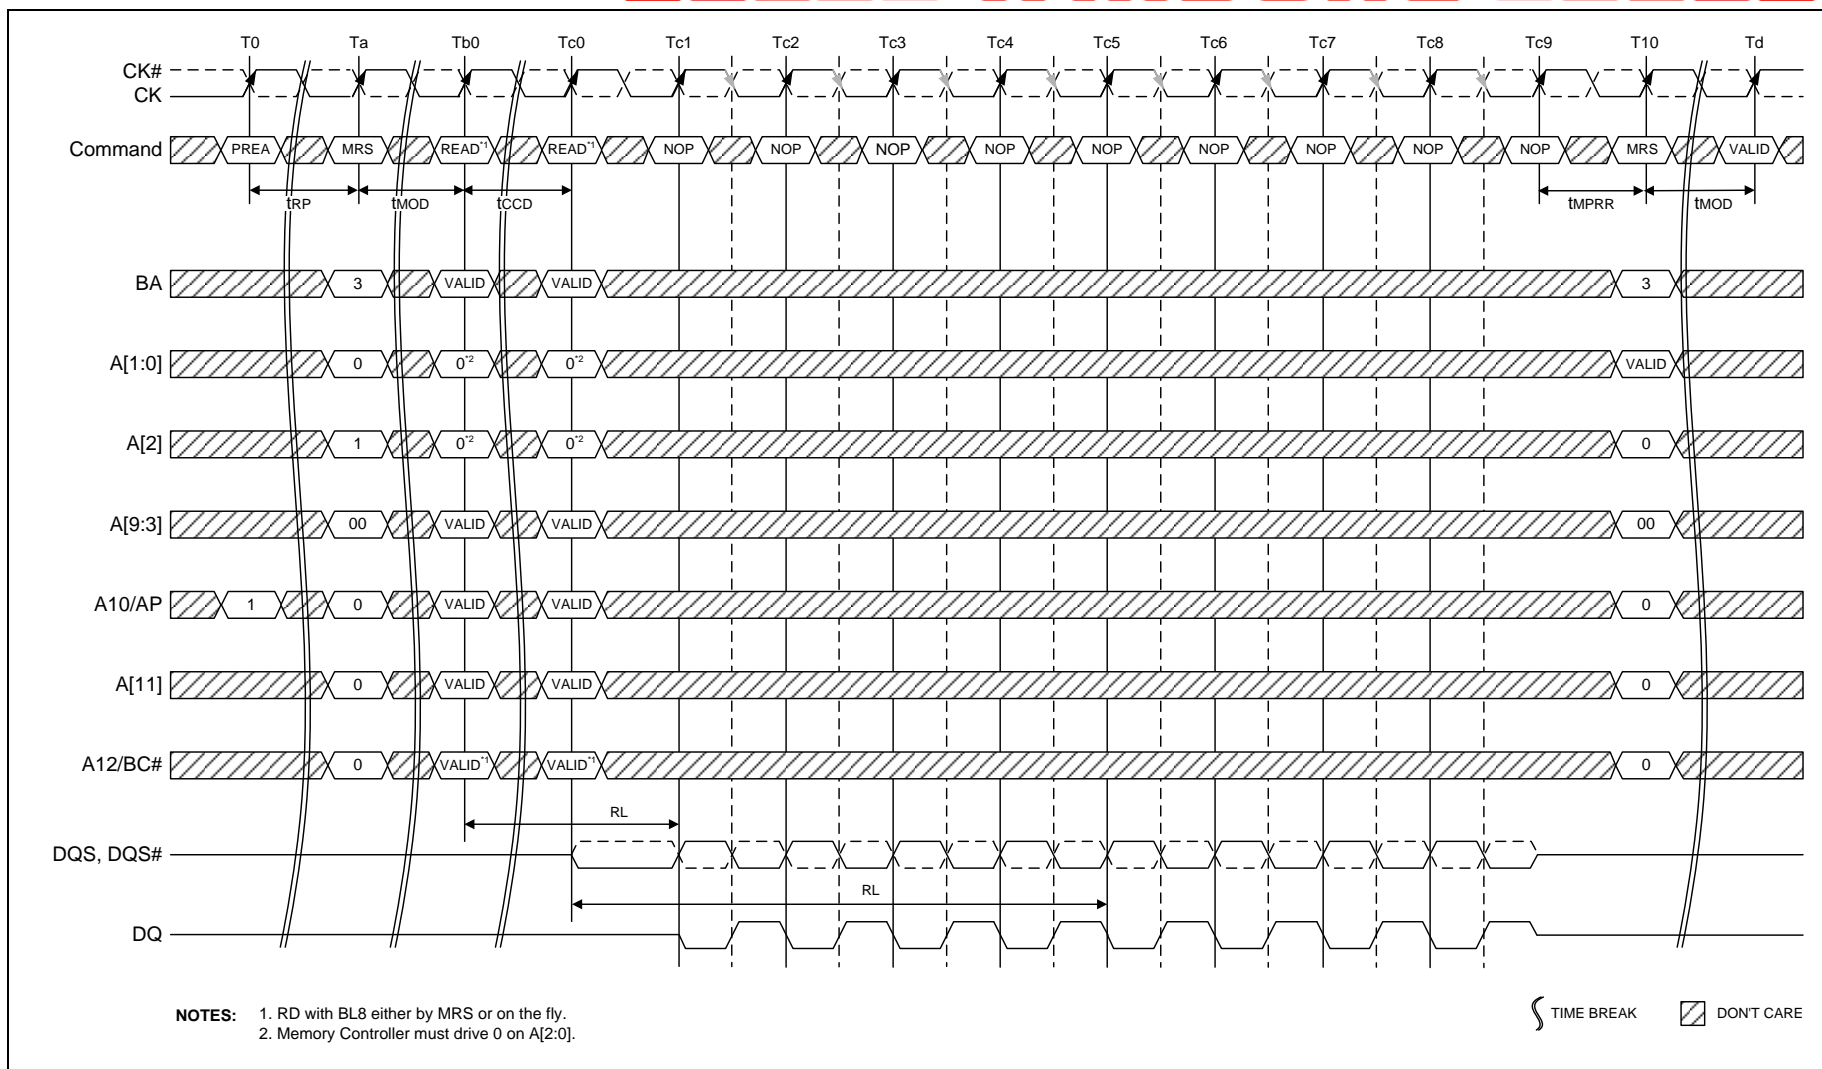 T0 Ta Tb0 Tc0 Tc1 Tc2 Tc3 Tc4 Tc5 Tc6 Tc7 Tc8 Tc9 T10 Td
CK#
CK
Command PREA MRS READ*1 READ*1 NOP NOP NOP NOP NOP NOP NOP NOP NOP MRS VALID
tRP tMOD tCCD tMPRR tMOD
BA 3 VALID VALID 3
A[1:0] 0 0*2 0*2 VALID
A[2] 1 0*2 0*2 0
A[9:3] 00 VALID VALID 00
A10/AP 1 0 VALID VALID 0
A[11] 0 VALID VALID 0
A12/BC# 0 VALID*1 VALID*1 0
RL
DQS, DQS#
RL
DQ
NOTES: 1. RD with BL8 either by MRS or on the fly.
2. Memory Controller must drive 0 on A[2:0].
TIME BREAK DON'T CARE